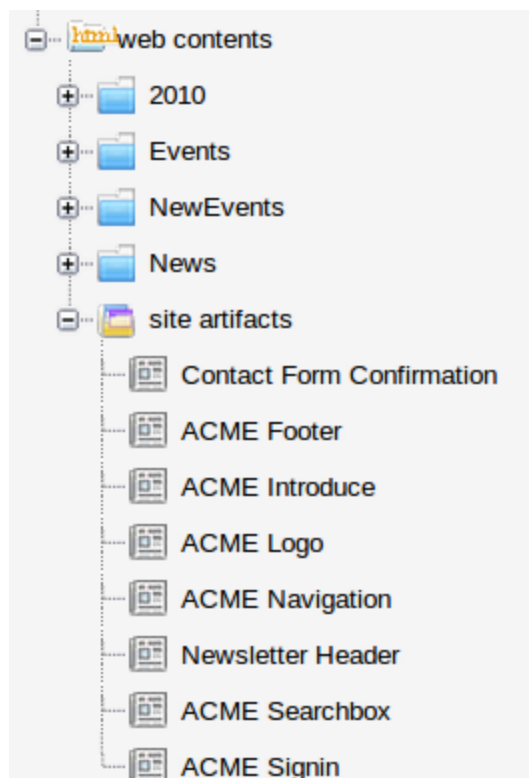 html web contents
2010
Events
NewEvents
News
site artifacts
Contact Form Confirmation
ACME Footer
ACME Introduce
ACME Logo
ACME Navigation
Newsletter Header
ACME Searchbox
ACME Signin